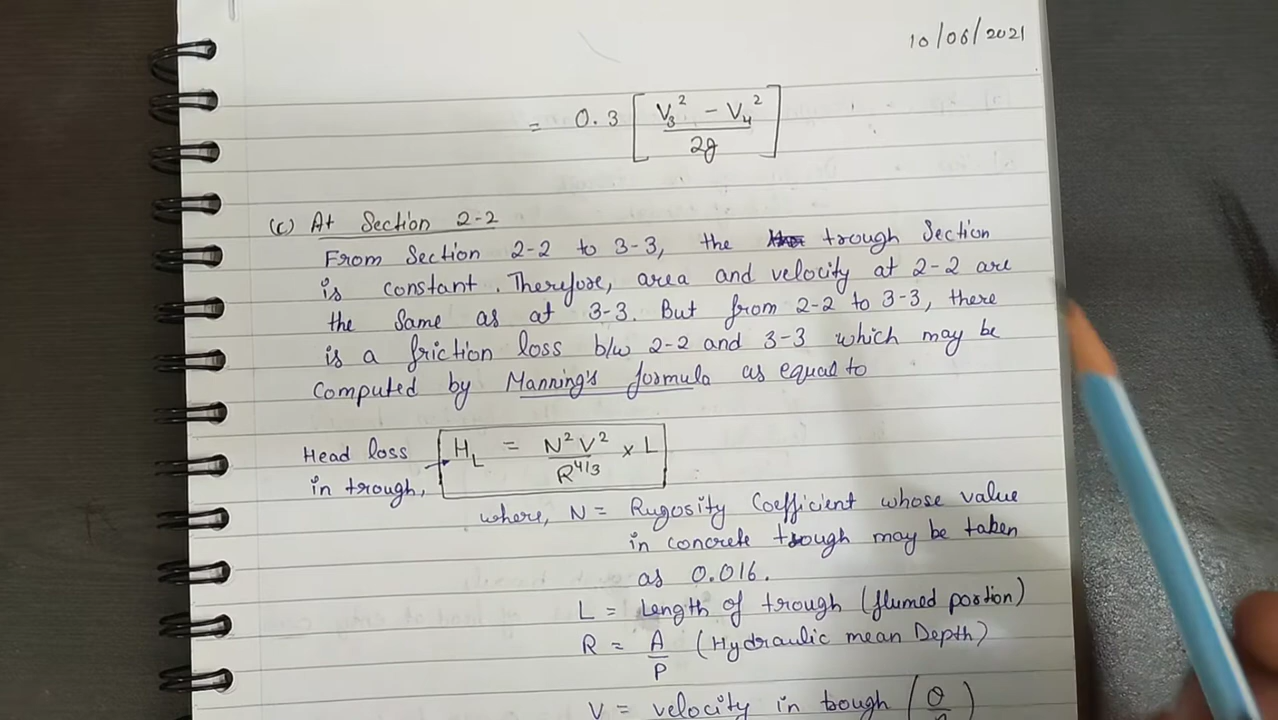 10/06/2021
= 0.3 [ (V₃² - V₄²) / 2g ]
(c) At Section 2-2
From Section 2-2 to 3-3, the trough Section
is constant. Therefore, area and velocity at 2-2 are
the Same as at 3-3. But from 2-2 to 3-3, there
is a friction loss b/w 2-2 and 3-3 which may be
computed by Manning's formula as equal to
Head loss
in trough, H_L = N²V² / R^4/3 × L
where, N = Rugosity Coefficient whose value
in concrete trough may be taken
as 0.016.
L = Length of trough (flumed portion)
R = A/P (Hydraulic mean Depth)
V = velocity in trough (Q/